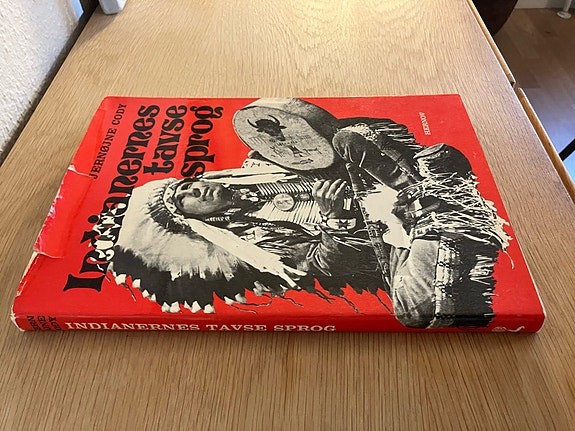 JERNØJNE CODY
Indianernes
tavse
sprog
HERNOV
INDIANERNES TAVSE SPROG